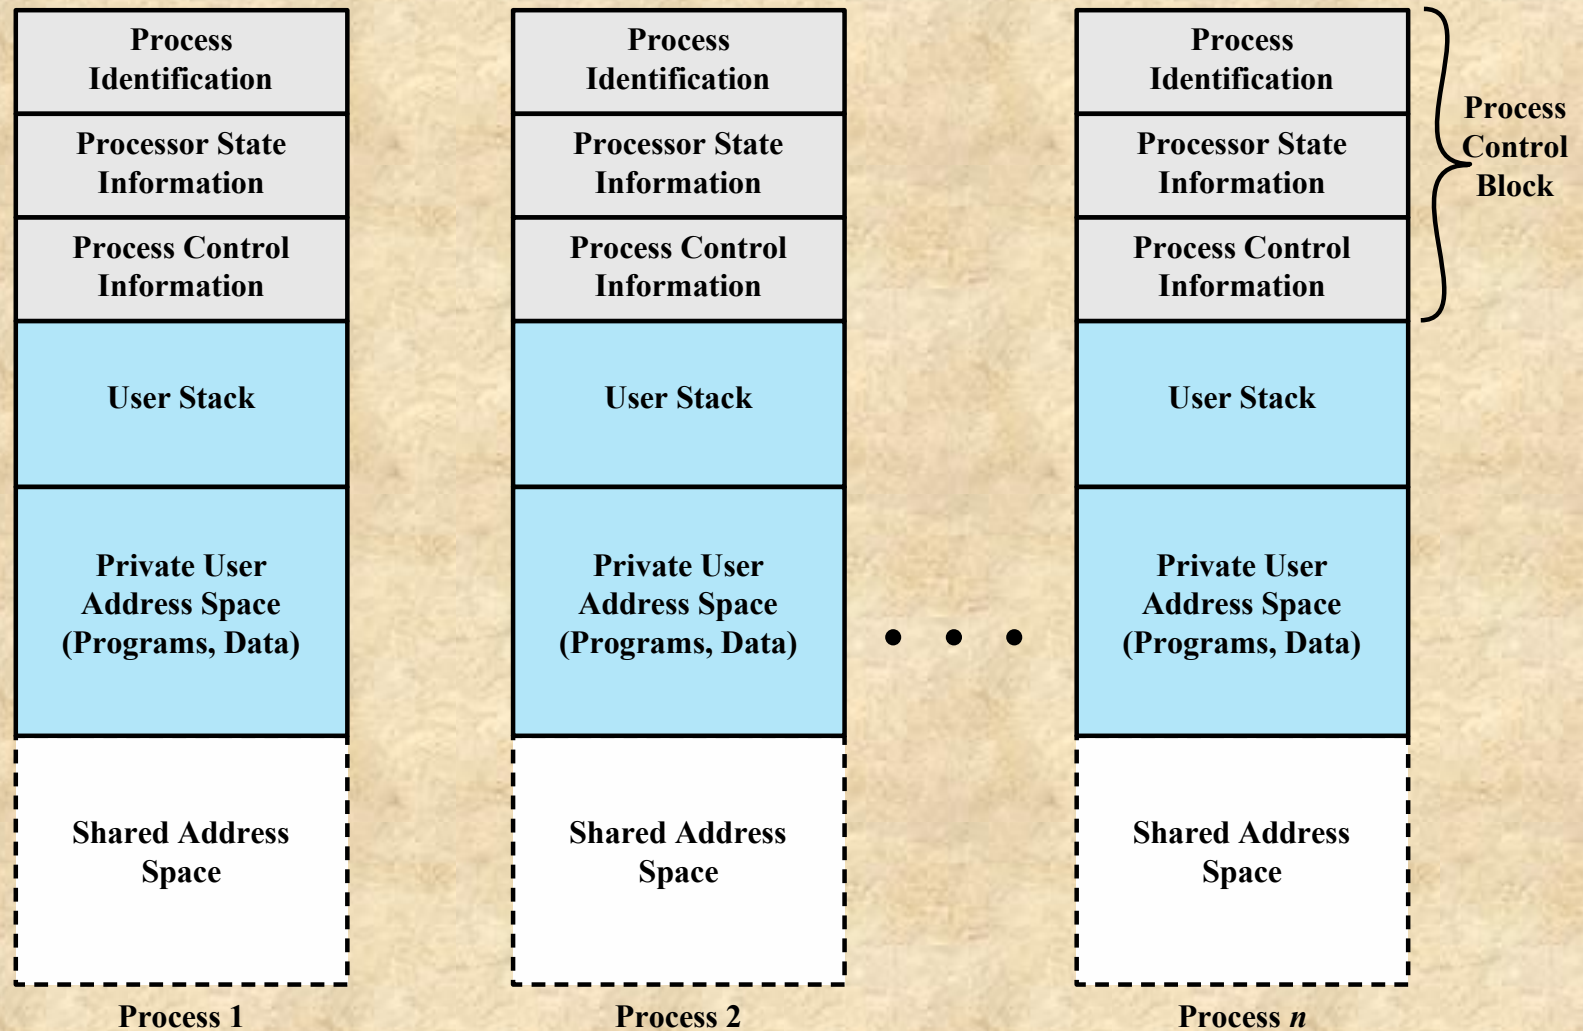 Process
Identification
Processor State
Information
Process Control
Information
User Stack
Private User
Address Space
(Programs, Data)
Shared Address
Space
Process 1
Process
Identification
Processor State
Information
Process Control
Information
User Stack
Private User
Address Space
(Programs, Data)
Shared Address
Space
Process 2
• • •
Process
Identification
Processor State
Information
Process Control
Information
User Stack
Private User
Address Space
(Programs, Data)
Shared Address
Space
Process n
Process
Control
Block